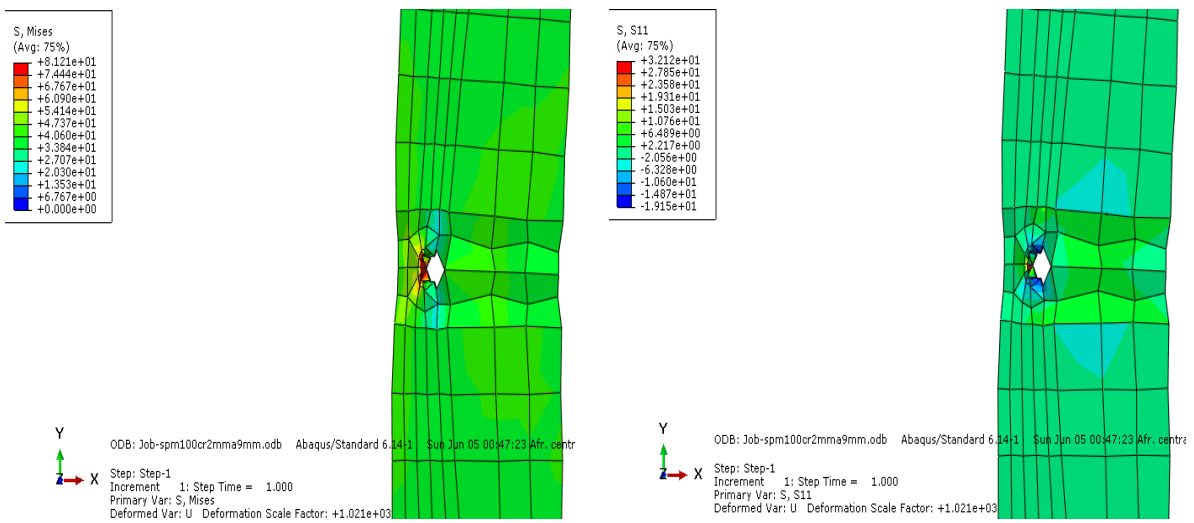 S, Mises
(Avg: 75%)
+8.121e+01
+7.444e+01
+6.767e+01
+6.090e+01
+5.414e+01
+4.737e+01
+4.060e+01
+3.384e+01
+2.707e+01
+2.030e+01
+1.353e+01
+6.767e+00
+0.000e+00
Y
Z X
ODB: Job-spm100cr2mma9mm.odb Abaqus/Standard 6.14-1 Sun Jun 05 00:47:23 Afr. centr
Step: Step-1
Increment 1: Step Time = 1.000
Primary Var: S, Mises
Deformed Var: U Deformation Scale Factor: +1.021e+03
S, S11
(Avg: 75%)
+3.212e+01
+2.785e+01
+2.358e+01
+1.931e+01
+1.503e+01
+1.076e+01
+6.489e+00
+2.217e+00
-2.056e+00
-6.328e+00
-1.060e+01
-1.487e+01
-1.915e+01
Y
Z X
ODB: Job-spm100cr2mma9mm.odb Abaqus/Standard 6.14-1 Sun Jun 05 00:47:23 Afr. centra
Step: Step-1
Increment 1: Step Time = 1.000
Primary Var: S, S11
Deformed Var: U Deformation Scale Factor: +1.021e+03